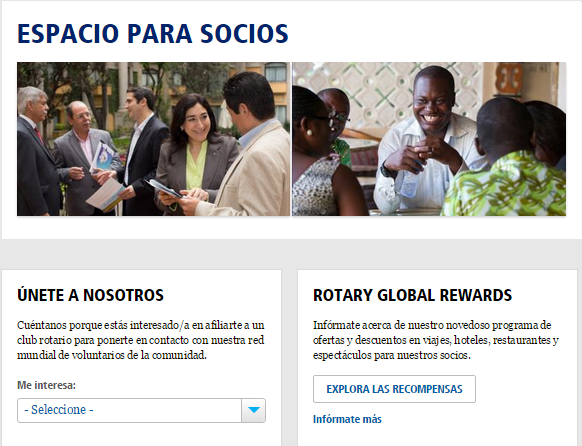 ESPACIO PARA SOCIOS
ÚNETE A NOSOTROS
Cuéntanos porque estás interesado/a en afiliarte a un
club rotario para ponerte en contacto con nuestra red
mundial de voluntarios de la comunidad.
Me interesa:
- Seleccione -
ROTARY GLOBAL REWARDS
Infórmate acerca de nuestro novedoso programa de
ofertas y descuentos en viajes, hoteles, restaurantes y
espectáculos para nuestros socios.
EXPLORA LAS RECOMPENSAS
Infórmate más